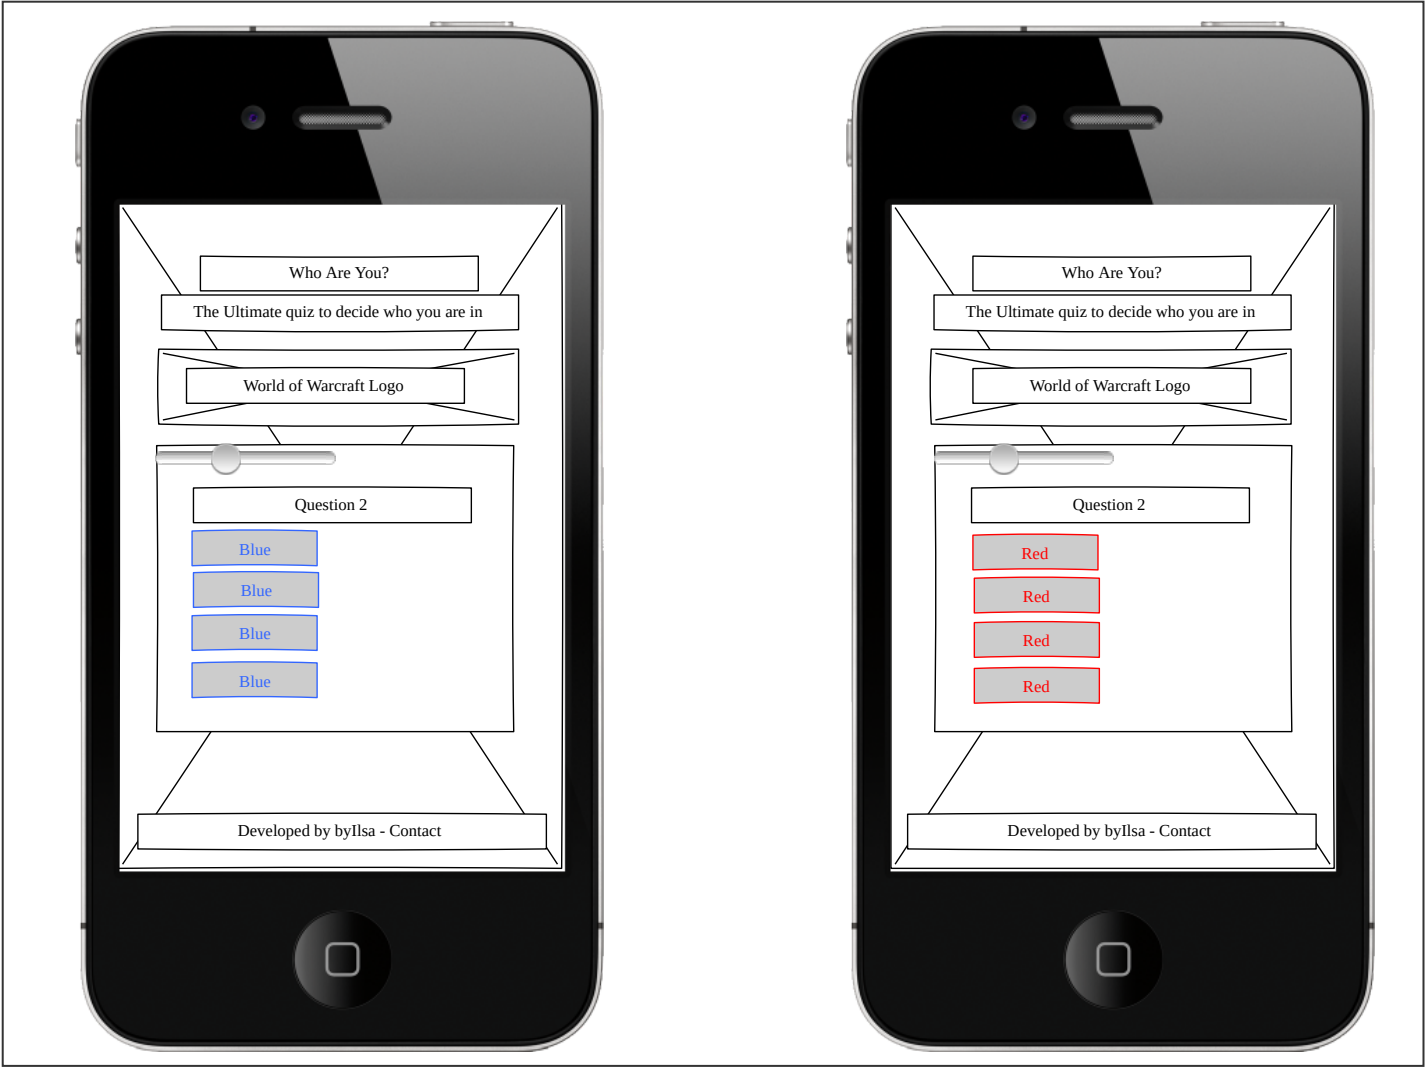 Who Are You?
The Ultimate quiz to decide who you are in
World of Warcraft Logo
Question 2
Blue
Blue
Blue
Blue
Developed by byIlsa - Contact
Who Are You?
The Ultimate quiz to decide who you are in
World of Warcraft Logo
Question 2
Red
Red
Red
Red
Developed by byIlsa - Contact